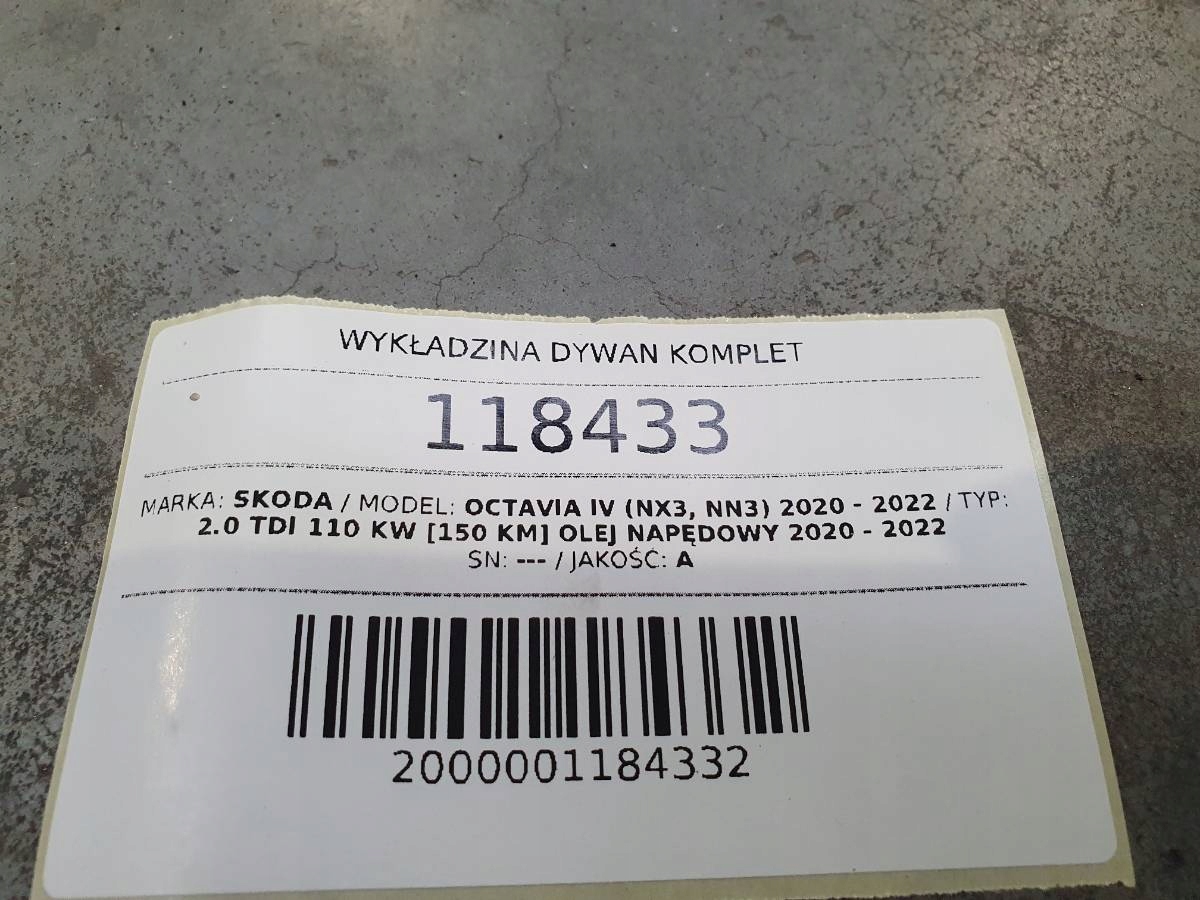 WYKŁADZINA DYWAN KOMPLET
118433
MARKA: SKODA / MODEL: OCTAVIA IV (NX3, NN3) 2020 - 2022 / TYP:
2.0 TDI 110 KW [150 KM] OLEJ NAPĘDOWY 2020 - 2022
SN: --- / JAKOŚĆ: A
2000001184332